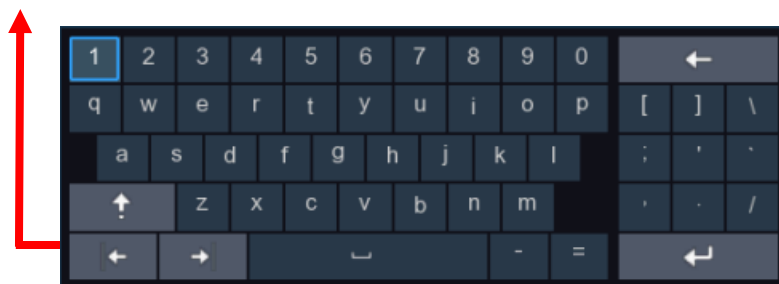 1 2 3 4 5 6 7 8 9 0 ←
q w e r t y u i o p [ ] \
a s d f g h j k l ; ' `
z x c v b n m , . /
- =